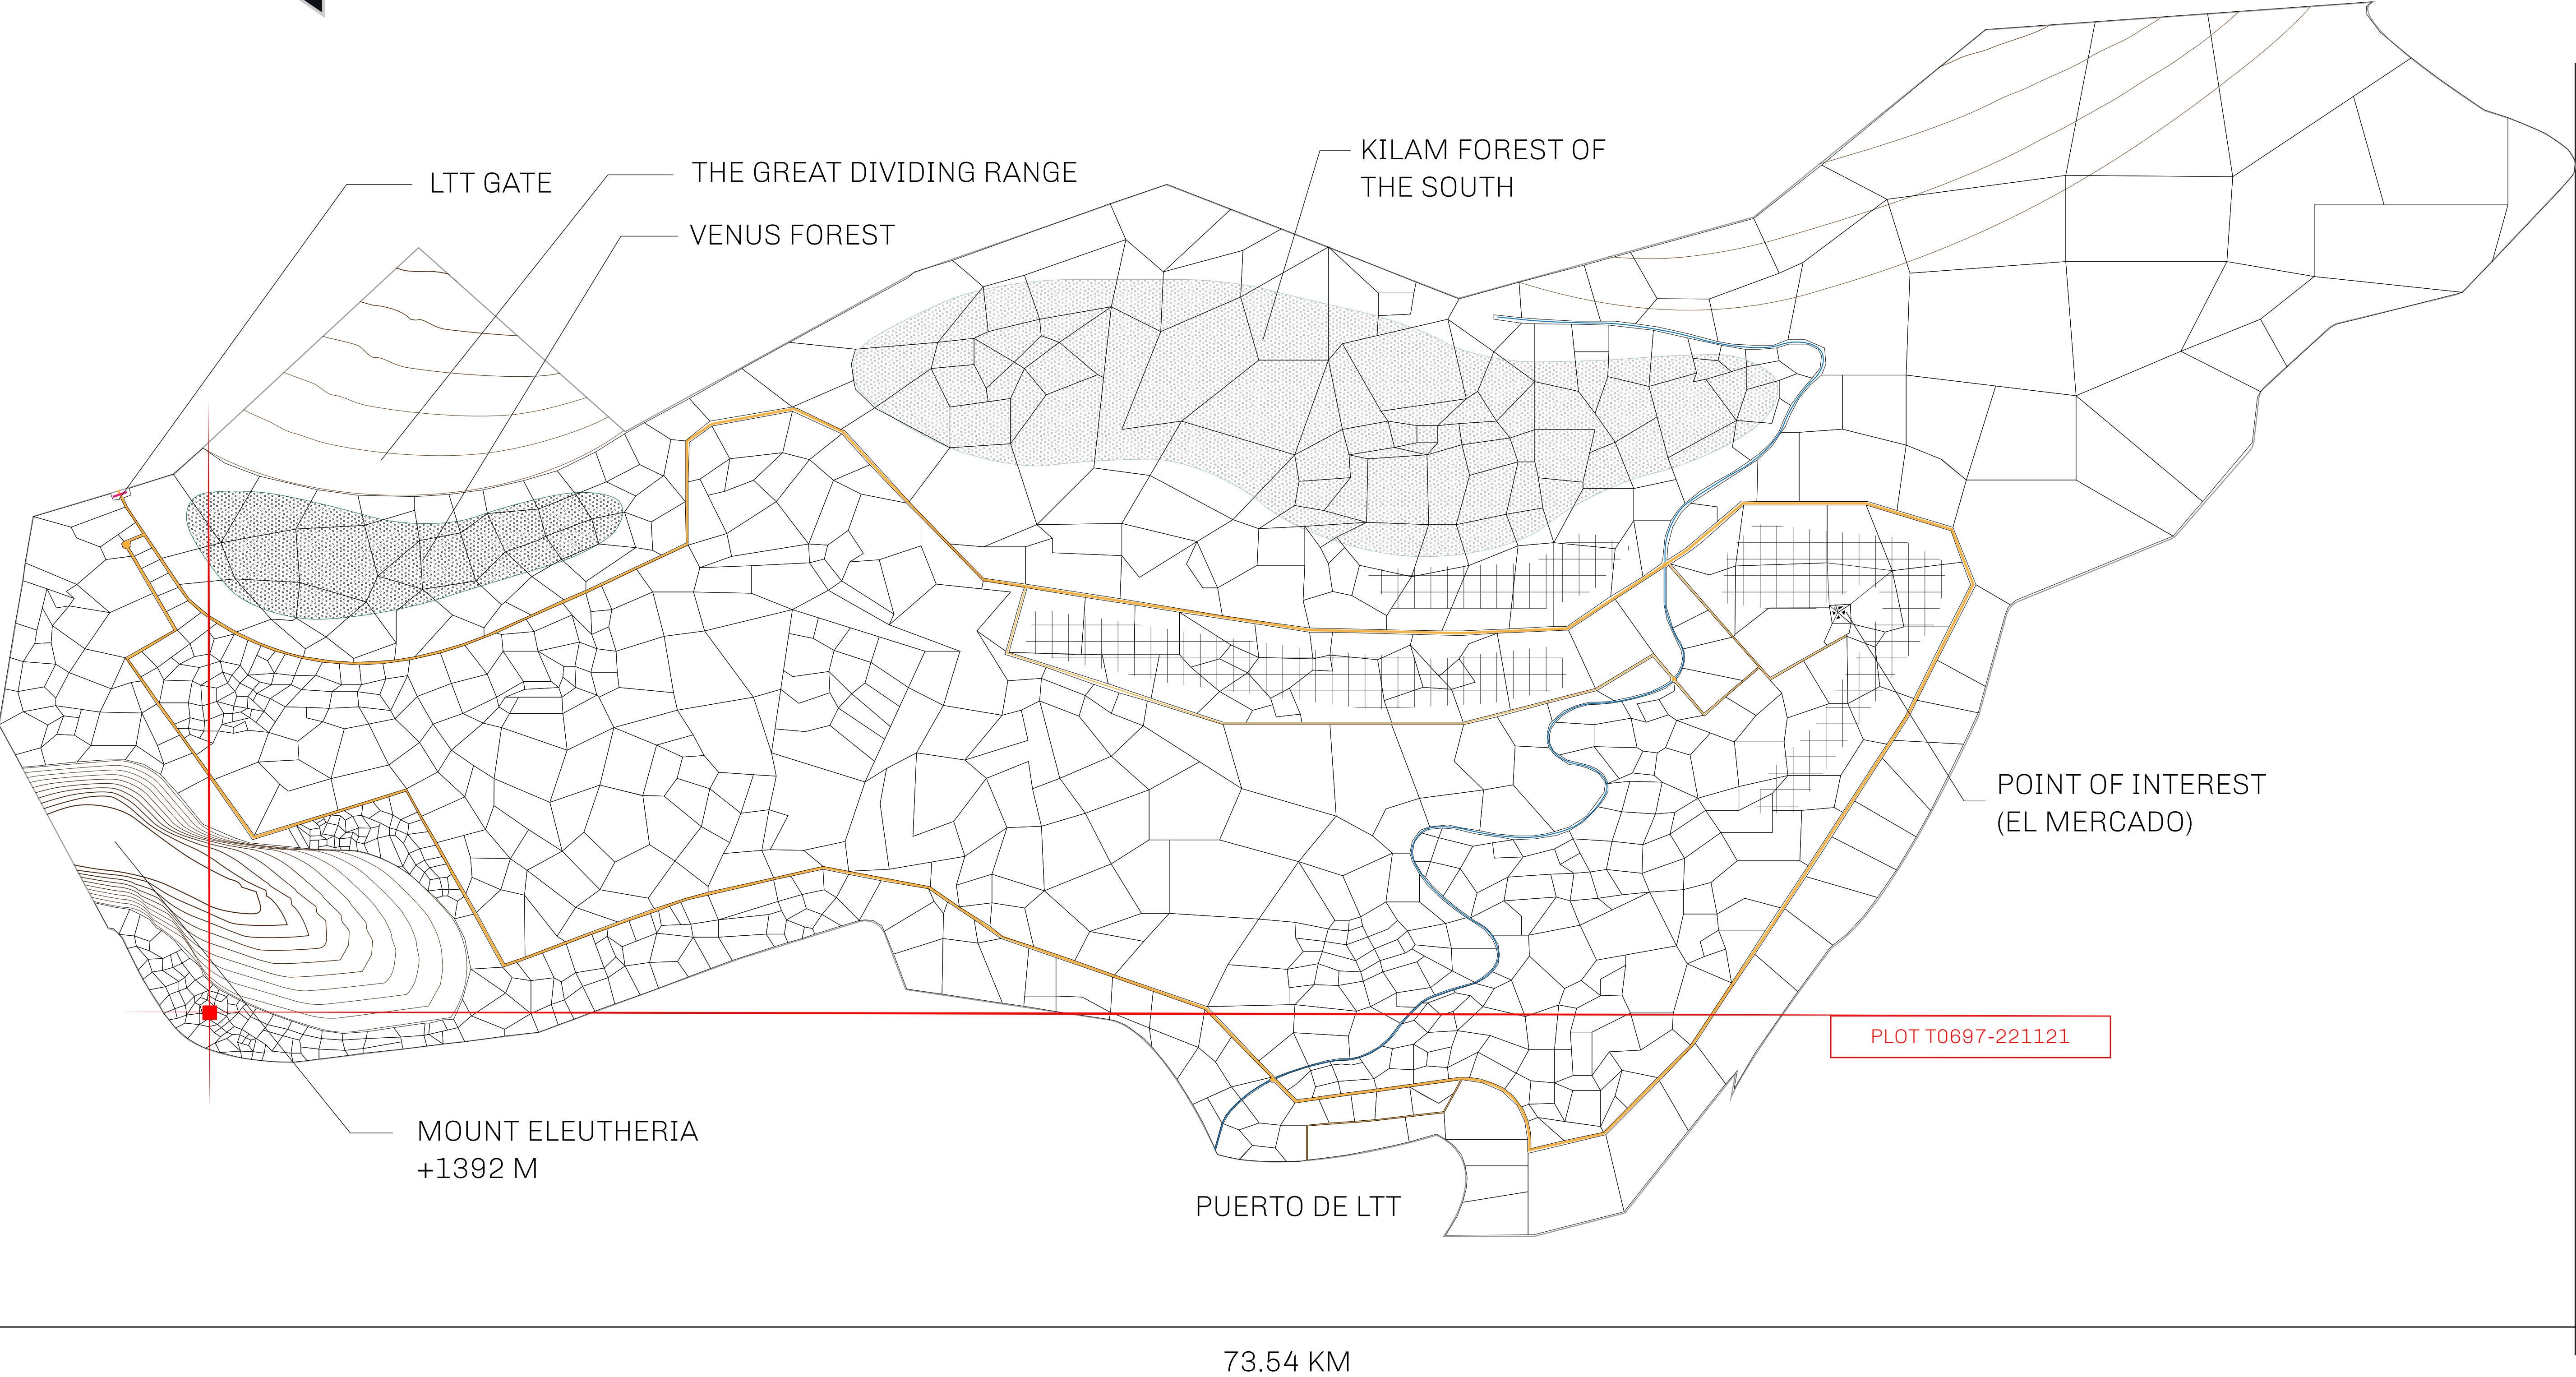 KILAM FOREST OF
THE SOUTH
LTT GATE
THE GREAT DIVIDING RANGE
VENUS FOREST
POINT OF INTEREST
(EL MERCADO)
PLOT T0697-221121
MOUNT ELEUTHERIA
+1392 M
PUERTO DE LTT
73.54 KM